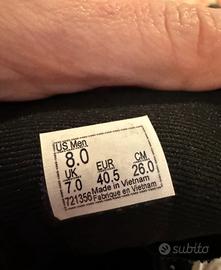 US Men
8.0
UK EUR CM
7.0 40.5 26.0
721356 Made in Vietnam
Fabriqué en Vietnam
subito